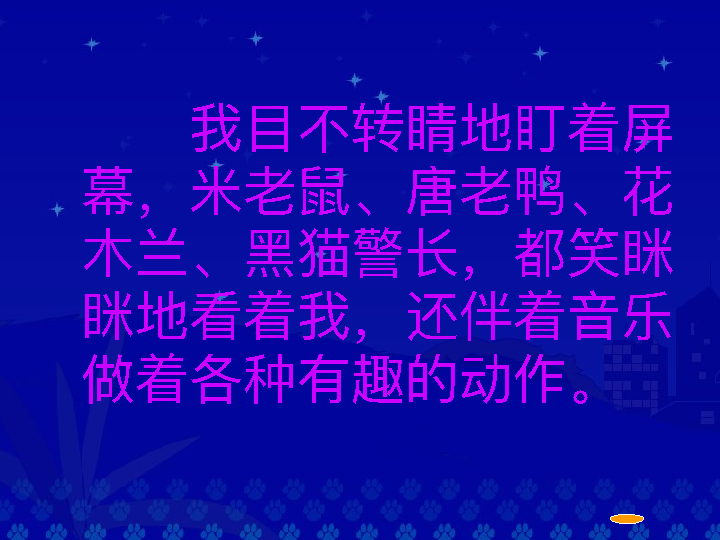 我目不转睛地盯着屏
幕，米老鼠、唐老鸭、花
木兰、黑猫警长，都笑眯
眯地看着我，还伴着音乐
做着各种有趣的动作。